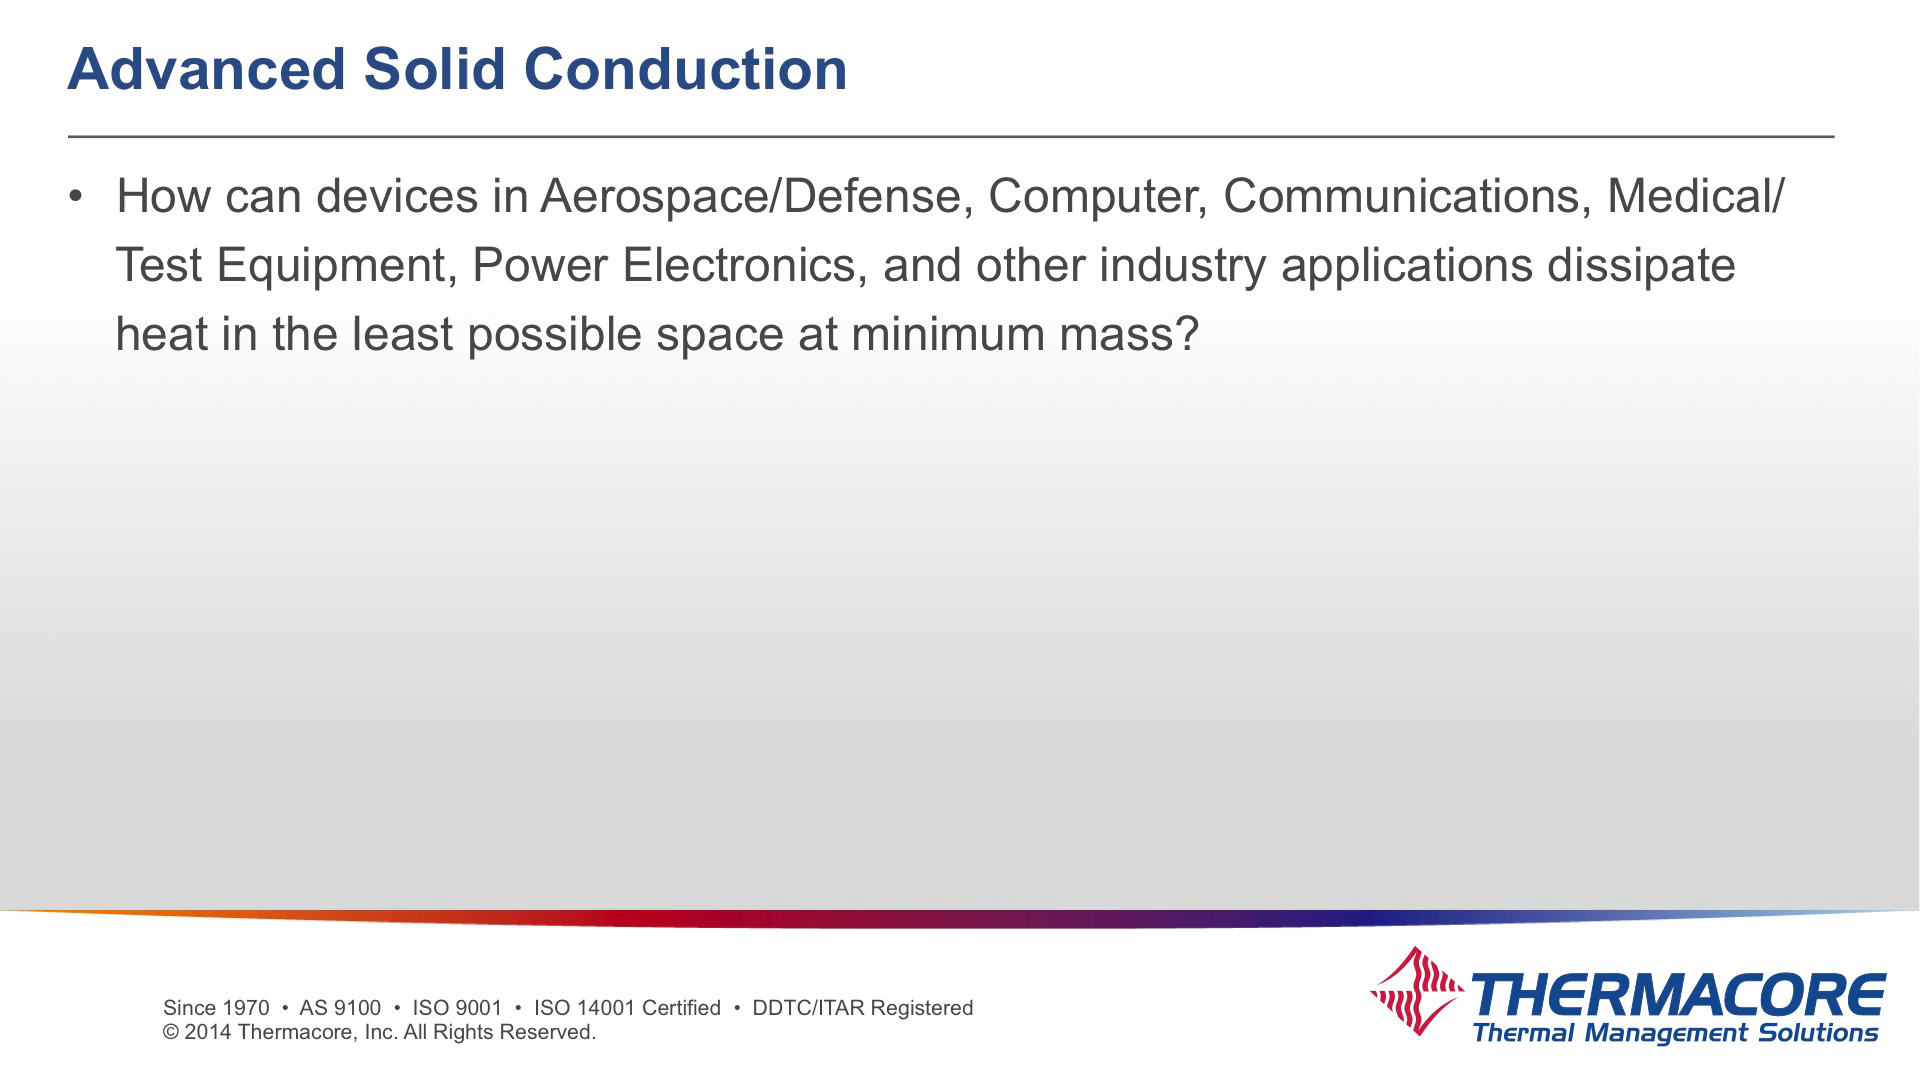 Advanced Solid Conduction
• How can devices in Aerospace/Defense, Computer, Communications, Medical/
Test Equipment, Power Electronics, and other industry applications dissipate
heat in the least possible space at minimum mass?
Since 1970 • AS 9100 • ISO 9001 • ISO 14001 Certified • DDTC/ITAR Registered
© 2014 Thermacore, Inc. All Rights Reserved.
THERMACORE
Thermal Management Solutions